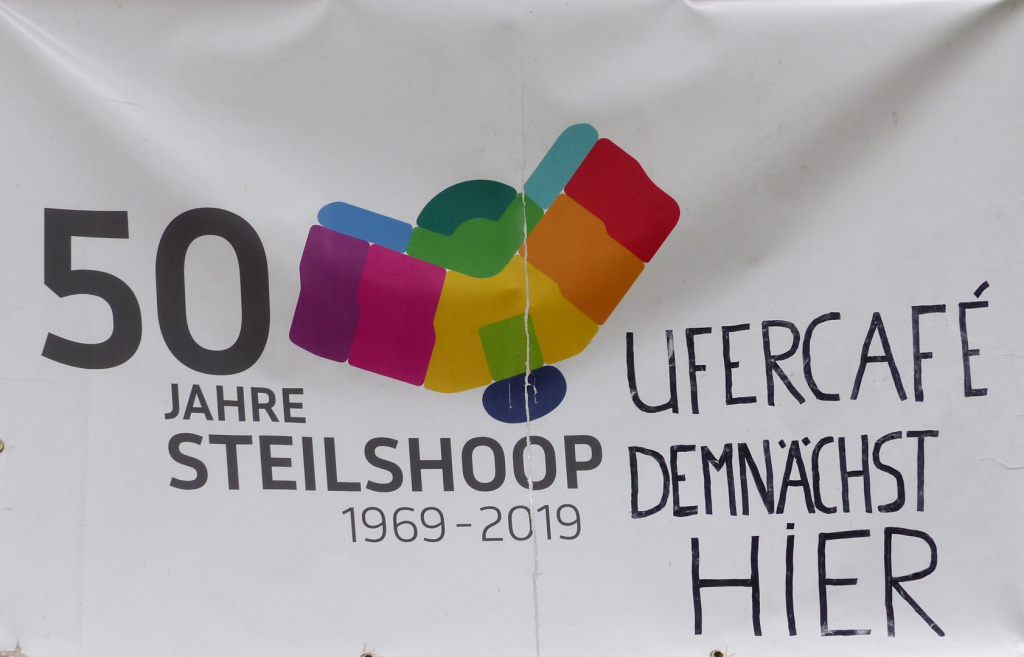 50
JAHRE
STEILSHOOP
1969-2019
UFERCAFÉ
DEMNÄCHST
HiER